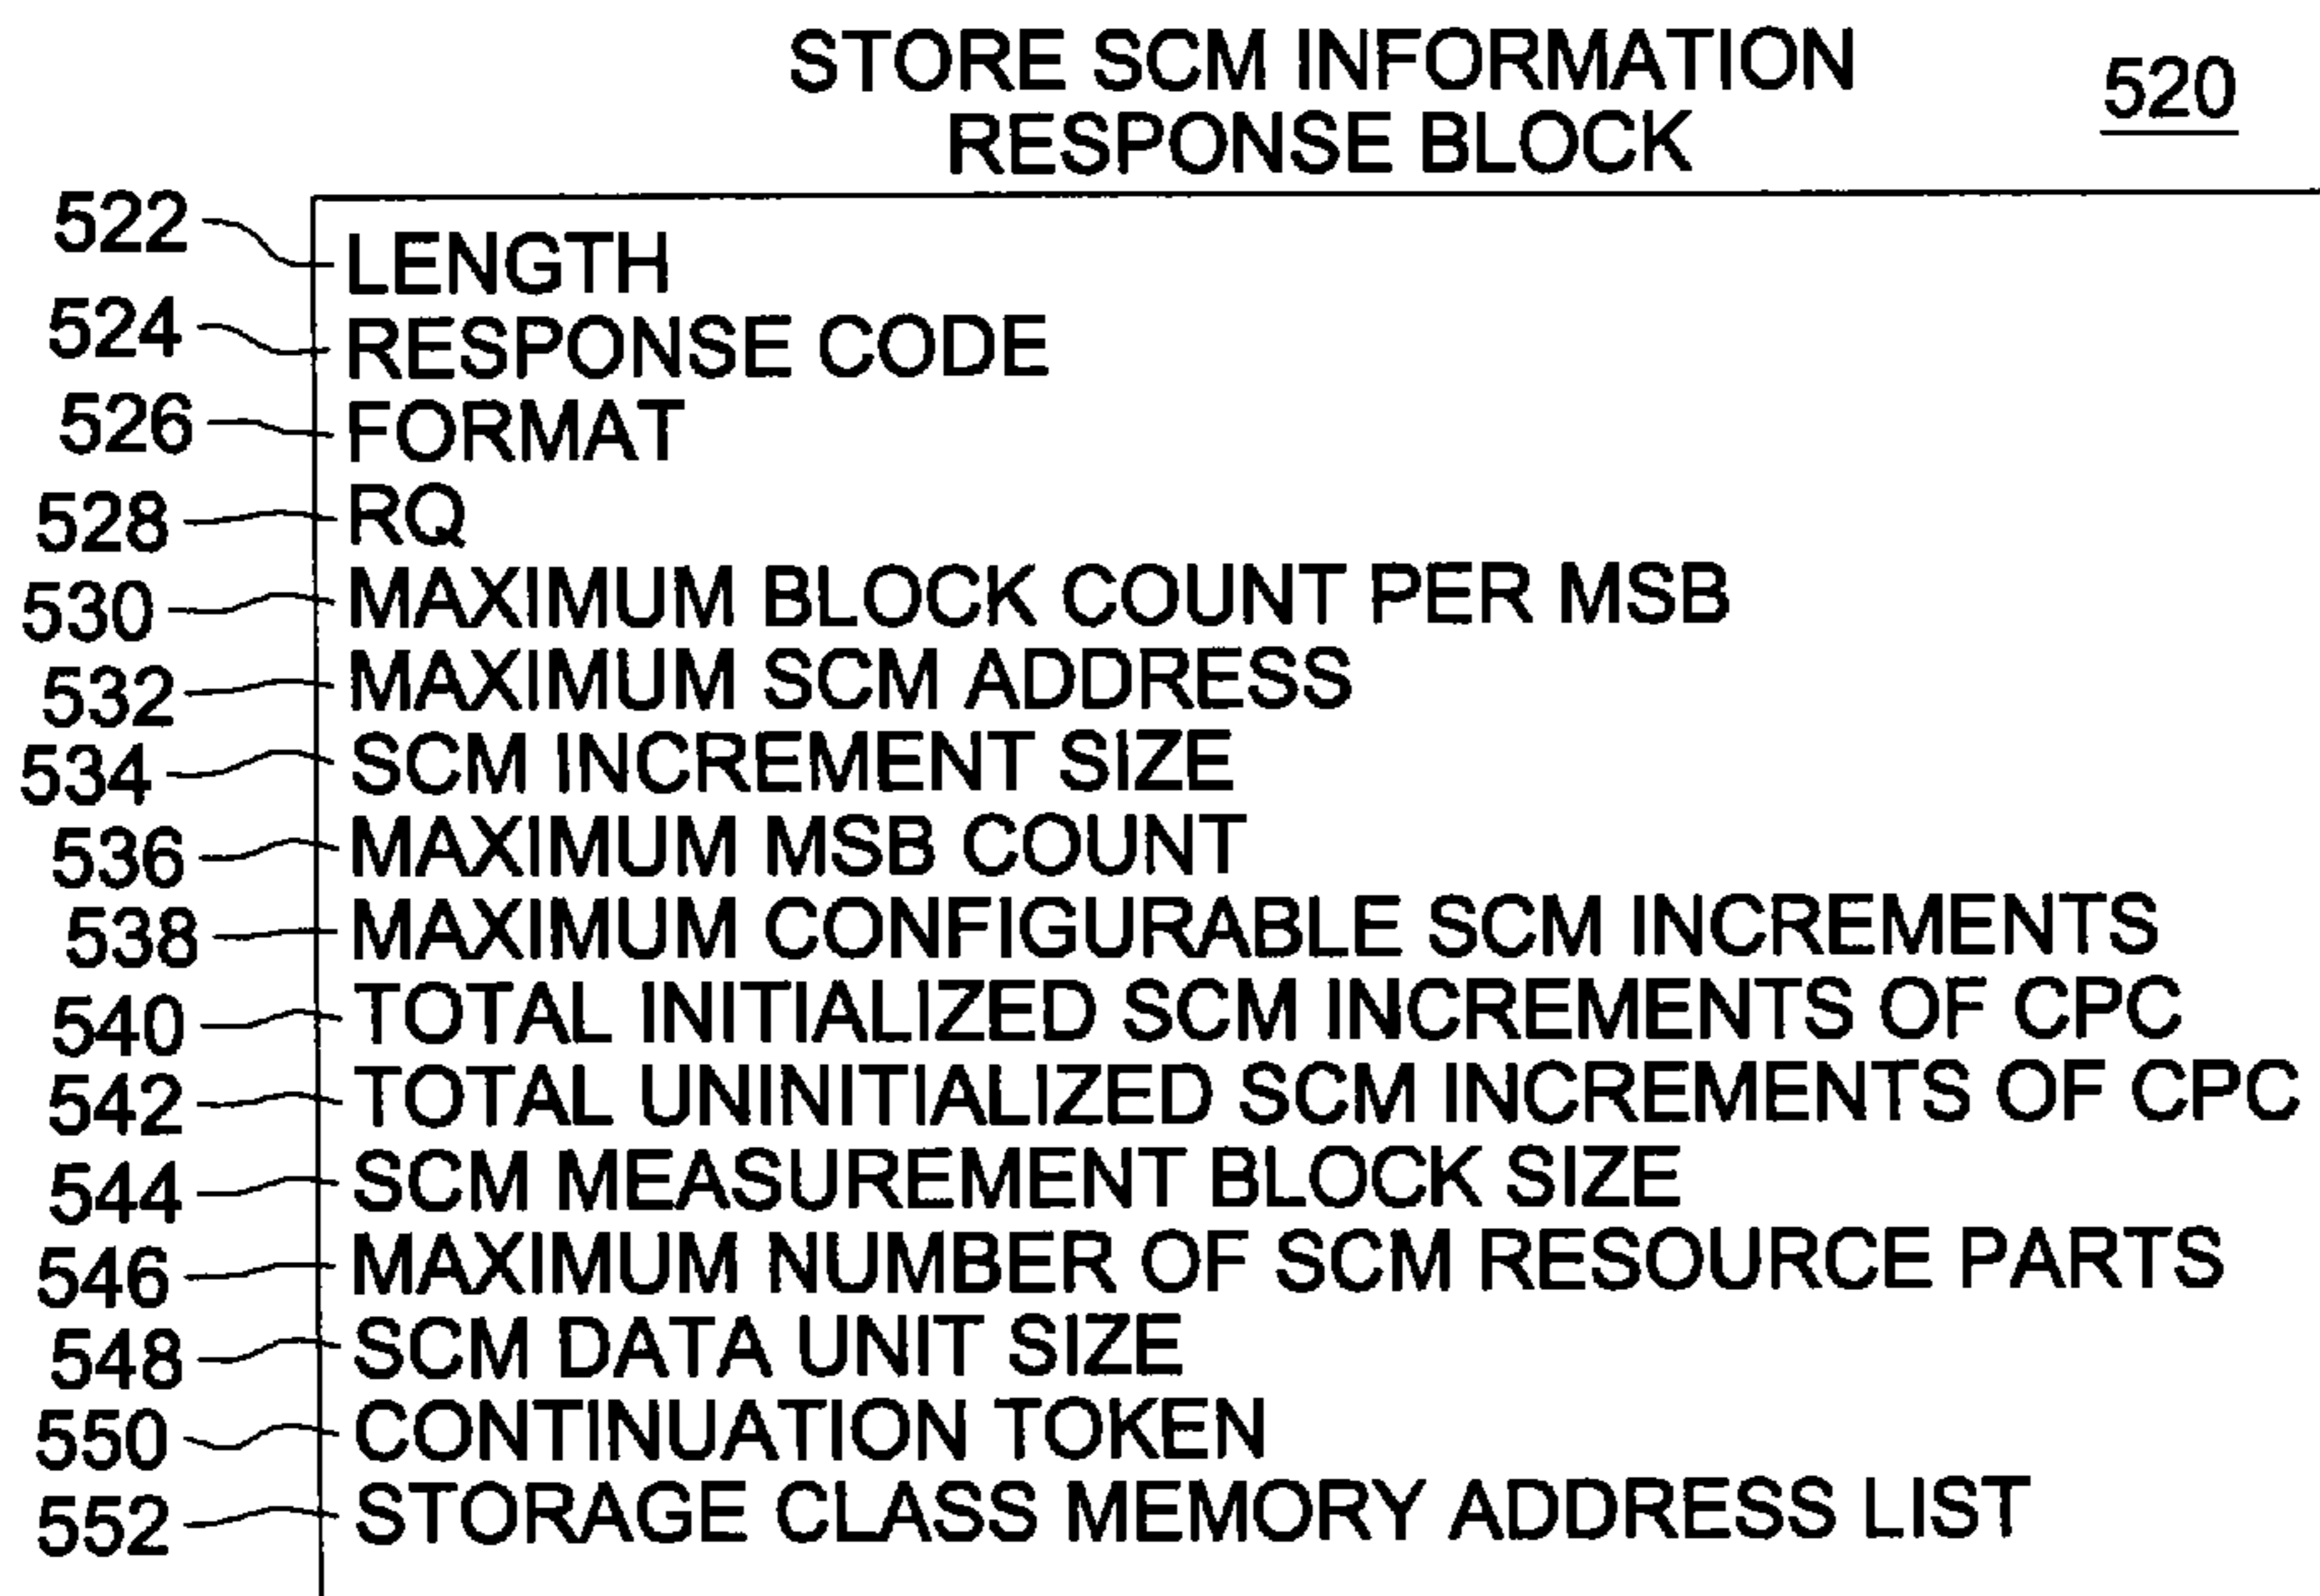 STORE SCM INFORMATION
RESPONSE BLOCK
520
522 LENGTH
524 RESPONSE CODE
526 FORMAT
528 RQ
530 MAXIMUM BLOCK COUNT PER MSB
532 MAXIMUM SCM ADDRESS
534 SCM INCREMENT SIZE
536 MAXIMUM MSB COUNT
538 MAXIMUM CONFIGURABLE SCM INCREMENTS
540 TOTAL INITIALIZED SCM INCREMENTS OF CPC
542 TOTAL UNINITIALIZED SCM INCREMENTS OF CPC
544 SCM MEASUREMENT BLOCK SIZE
546 MAXIMUM NUMBER OF SCM RESOURCE PARTS
548 SCM DATA UNIT SIZE
550 CONTINUATION TOKEN
552 STORAGE CLASS MEMORY ADDRESS LIST